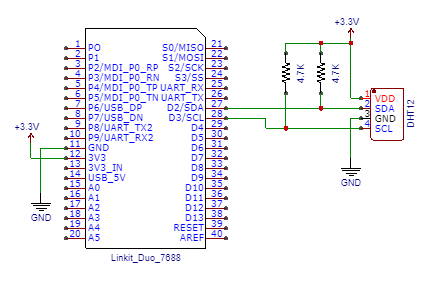 +3.3V
1 PO S0/MISO 21
2 P1 S1/MOSI 22
3 P2/MDI_P0_RP S2/SCK 23
4 P3/MDI_P0_RN S3/SS 24
5 P4/MDI_P0_TP UART_RX 25
6 P5/MDI_P0_TN UART_TX 26
7 P6/USB_DP D2/SDA 27
8 P7/USB_DN D3/SCL 28
9 P8/UART_TX2 D4 29
10 P9/UART_RX2 D5 30
11 GND D6 31
12 3V3 D7 32
13 3V3_IN D8 33
14 USB_5V D9 34
15 A0 D10 35
16 A1 D11 36
17 A2 D12 37
18 A3 D13 38
19 A4 RESET 39
20 A5 AREF 40
Linkit_Duo_7688
+3.3V
GND
4.7K
4.7K
1 VDD
2 SDA
3 GND
4 SCL
DHT12
GND